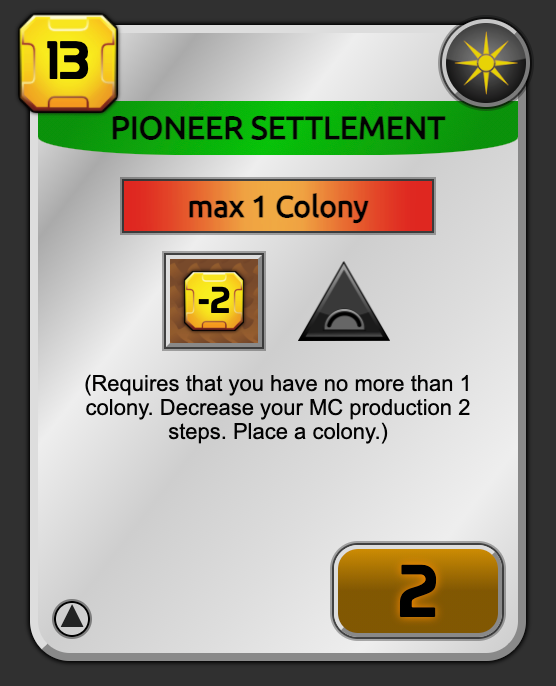 13
PIONEER SETTLEMENT
max 1 Colony
-2
(Requires that you have no more than 1
colony. Decrease your MC production 2
steps. Place a colony.)
2